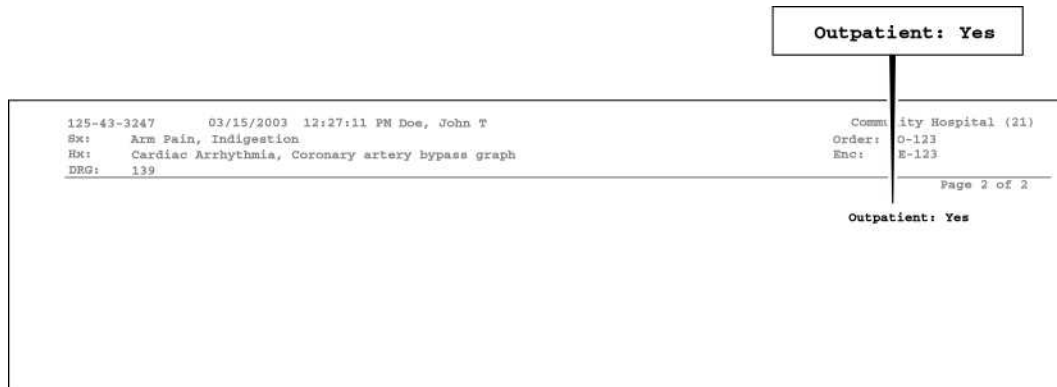 Outpatient: Yes
125-43-3247 03/15/2003 12:27:11 PM Doe, John T Comm ity Hospital (21)
Sx: Arm Pain, Indigestion Order: O-123
Hx: Cardiac Arrhythmia, Coronary artery bypass graph Enc: E-123
DRG: 139
Page 2 of 2
Outpatient: Yes